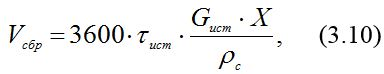 V_сбр = 3600 · τ_ист · (G_ист · X) / ρ_с , (3.10)